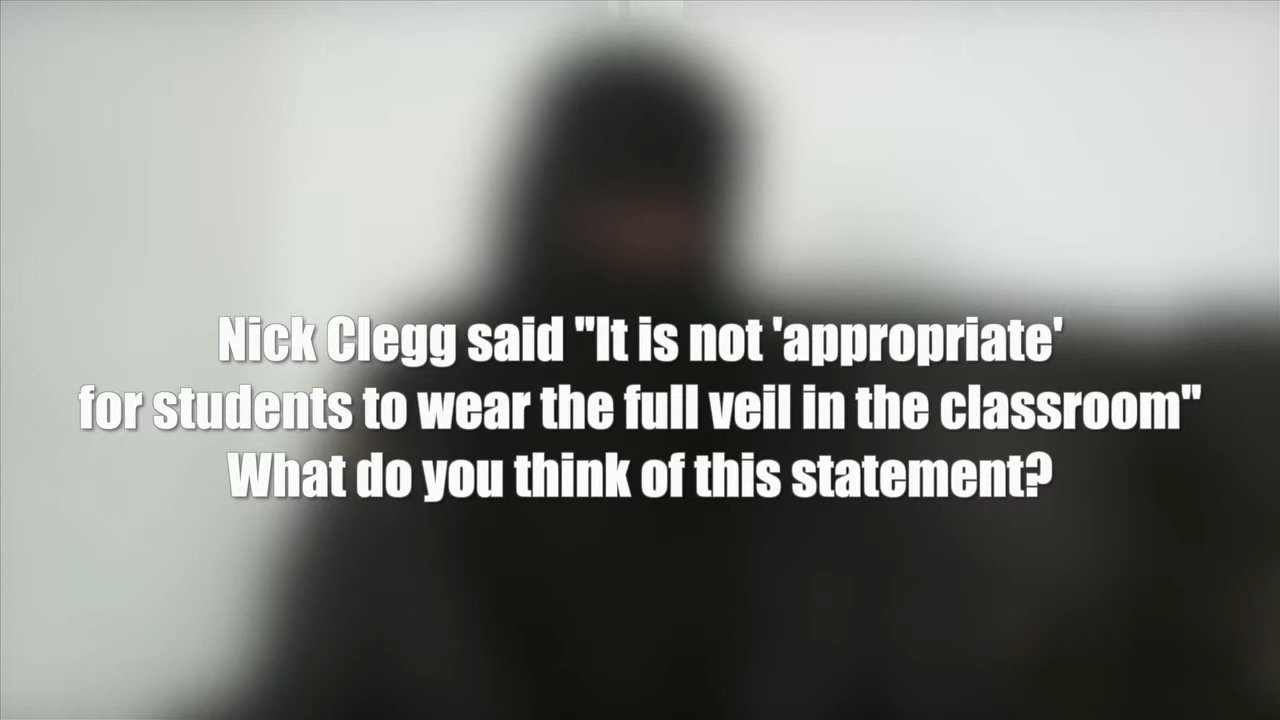 Nick Clegg said "It is not 'appropriate'
for students to wear the full veil in the classroom"
What do you think of this statement?